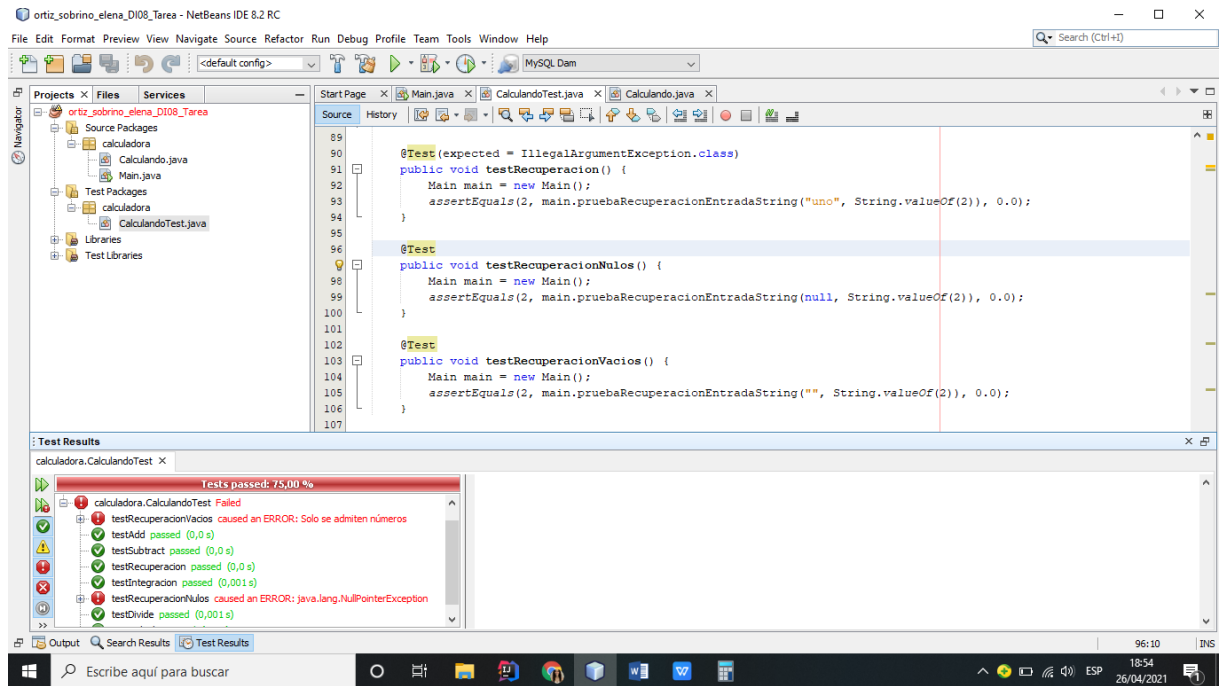 ortiz_sobrino_elena_DI08_Tarea - NetBeans IDE 8.2 RC
File Edit Format Preview View Navigate Source Refactor Run Debug Profile Team Tools Window Help
Search (Ctrl+I)
<default config>
MySQL Dam
Projects Files Services
Start Page Main.java CalculandoTest.java Calculando.java
Navigator
Source History
ortiz_sobrino_elena_DI08_Tarea
Source Packages
calculadora
Calculando.java
Main.java
Test Packages
calculadora
CalculandoTest.java
Libraries
Test Libraries
89
90 @Test(expected = IllegalArgumentException.class)
91 public void testRecuperacion() {
92 Main main = new Main();
93 assertEquals(2, main.pruebaRecuperacionEntradaString("uno", String.valueOf(2)), 0.0);
94 }
95
96 @Test
public void testRecuperacionNulos() {
98 Main main = new Main();
99 assertEquals(2, main.pruebaRecuperacionEntradaString(null, String.valueOf(2)), 0.0);
100 }
101
102 @Test
103 public void testRecuperacionVacios() {
104 Main main = new Main();
105 assertEquals(2, main.pruebaRecuperacionEntradaString("", String.valueOf(2)), 0.0);
106 }
107
Test Results
calculadora.CalculandoTest
Tests passed: 75,00 %
calculadora.CalculandoTest Failed
testRecuperacionVacios caused an ERROR: Solo se admiten números
testAdd passed (0,0 s)
testSubtract passed (0,0 s)
testRecuperacion passed (0,0 s)
testIntegracion passed (0,001 s)
testRecuperacionNulos caused an ERROR: java.lang.NullPointerException
testDivide passed (0,001 s)
Output Search Results Test Results
96:10 INS
Escribe aquí para buscar
ESP
18:54
26/04/2021